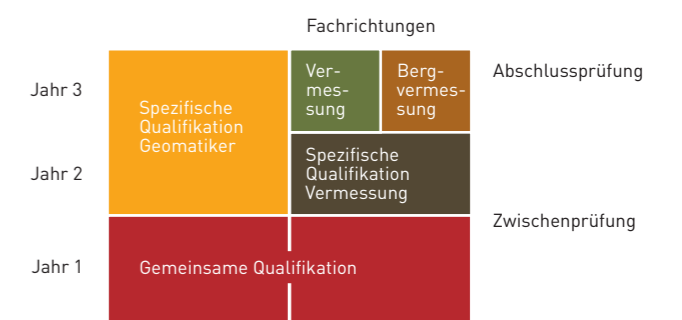 Fachrichtungen
Jahr 3
Ver-
mes-
sung
Berg-
vermes-
sung
Abschlussprüfung
Spezifische
Qualifikation
Geomatiker
Jahr 2
Spezifische
Qualifikation
Vermessung
Zwischenprüfung
Jahr 1
Gemeinsame Qualifikation